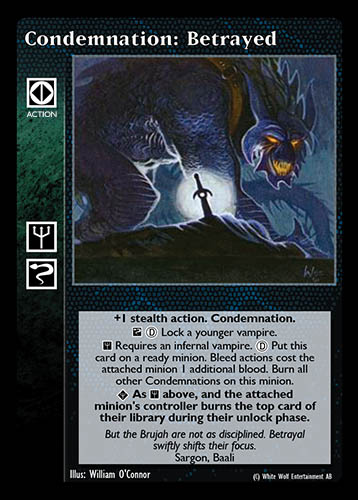 Condemnation: Betrayed
ACTION
+1 stealth action. Condemnation.
D Lock a younger vampire.
Requires an infernal vampire. D Put this
card on a ready minion. Bleed actions cost the
attached minion 1 additional blood. Burn all
other Condemnations on this minion.
As above, and the attached
minion's controller burns the top card of
their library during their unlock phase.
But the Brujah are not as disciplined. Betrayal
swiftly shifts their focus.
Sargon, Baali
Illus: William O'Connor
(C) White Wolf Entertainment AB